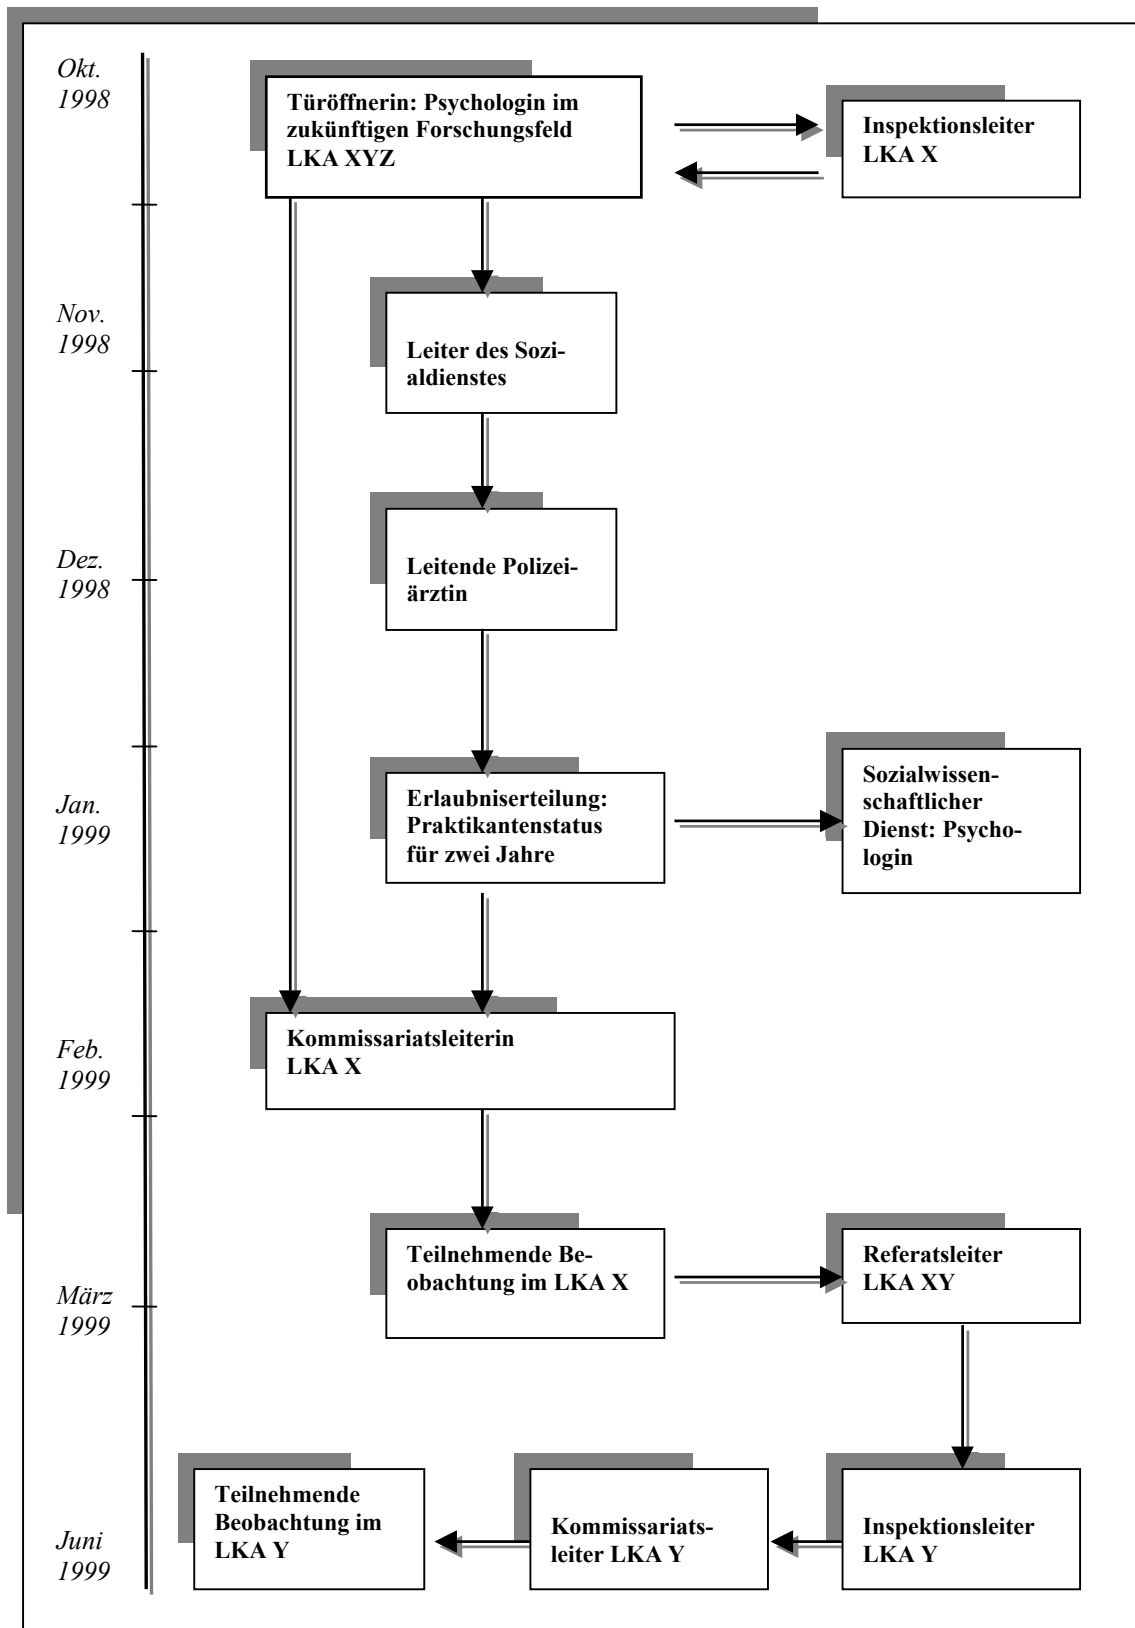 Okt.
1998
Türöffnerin: Psychologin im
zukünftigen Forschungsfeld
LKA XYZ
Inspektionsleiter
LKA X
Nov.
1998
Leiter des Sozi-
aldienstes
Dez.
1998
Leitende Polizei-
ärztin
Jan.
1999
Erlaubniserteilung:
Praktikantenstatus
für zwei Jahre
Sozialwissen-
schaftlicher
Dienst: Psycho-
login
Feb.
1999
Kommissariatsleiterin
LKA X
März
1999
Teilnehmende Be-
obachtung im LKA X
Referatsleiter
LKA XY
Juni
1999
Teilnehmende
Beobachtung im
LKA Y
Kommissariats-
leiter LKA Y
Inspektionsleiter
LKA Y